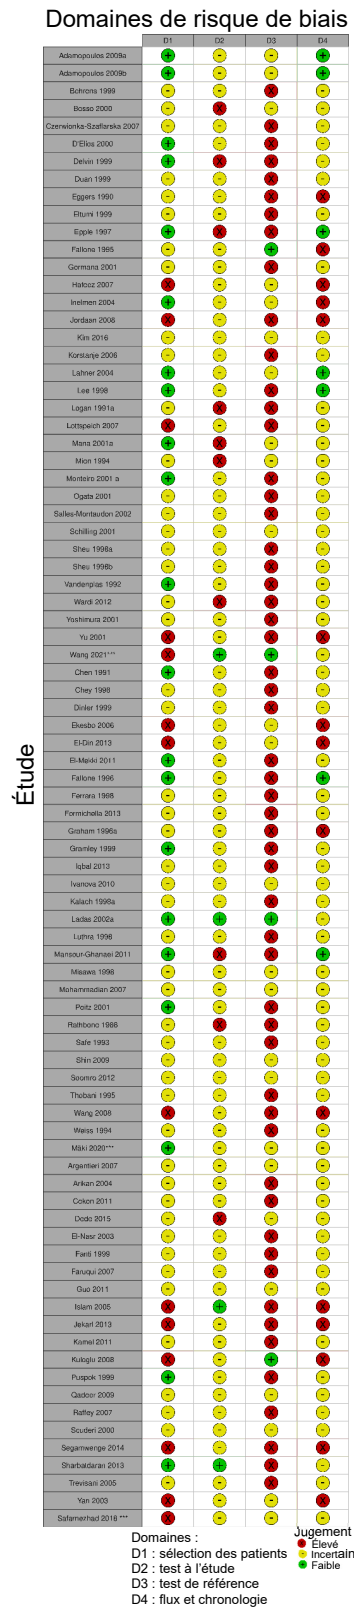 Domaines de risque de biais
D1 D2 D3 D4
Adamopoulos 2009a
Adamopoulos 2009b
Bohrons 1999
Bosso 2000
Czerwionka-Szaflarska 2007
D'Elios 2000
Delvin 1999
Duan 1999
Eggers 1990
Eltumi 1999
Epple 1997
Fallone 1995
Germana 2001
Hafeez 2007
Inelmen 2004
Jordaan 2008
Kim 2016
Korstanje 2006
Lahner 2004
Lee 1998
Logan 1991a
Lottspeich 2007
Mana 2001a
Mion 1994
Monteiro 2001 a
Ogata 2001
Salles-Montaudon 2002
Schilling 2001
Sheu 1998a
Sheu 1998b
Vandenplas 1992
Wardi 2012
Yoshimura 2001
Yu 2001
Wang 2021***
Chen 1991
Chey 1998
Dinler 1999
Ekesbo 2006
El-Din 2013
El-Mekki 2011
Fallone 1996
Ferrara 1998
Formichella 2013
Graham 1996a
Gramley 1999
Iqbal 2013
Ivanova 2010
Kalach 1998a
Ladas 2002a
Luthra 1998
Mansour-Ghanaei 2011
Misawa 1998
Mohammadian 2007
Peitz 2001
Rathbone 1986
Safe 1993
Shin 2009
Soomro 2012
Thobani 1995
Wang 2008
Weiss 1994
Mäki 2020***
Argentieri 2007
Arikan 2004
Coken 2011
Dede 2015
El-Nasr 2003
Fanti 1999
Faruqui 2007
Guo 2011
Islam 2005
Jekarl 2013
Kamel 2011
Kuloglu 2008
Puspok 1999
Qadeer 2009
Raffey 2007
Scuderi 2000
Segamwenge 2014
Sharbatdaran 2013
Trevisani 2005
Yan 2003
Safarnezhad 2018 ***
Étude
Domaines :
D1 : sélection des patients
D2 : test à l'étude
D3 : test de référence
D4 : flux et chronologie
Jugement
Élevé
Incertain
Faible